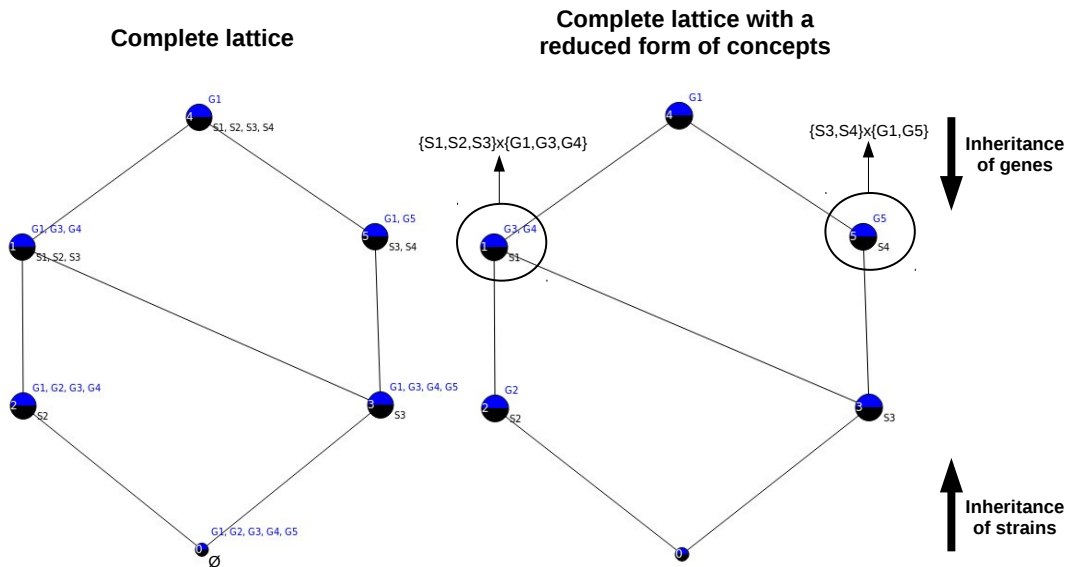 Complete lattice
Complete lattice with a
reduced form of concepts
G1
4
S1, S2, S3, S4
G1, G3, G4
1
S1, S2, S3
G1, G5
5
S3, S4
G1, G2, G3, G4
2
S2
G1, G3, G4, G5
3
S3
G1, G2, G3, G4, G5
0
Ø
G1
4
{S1,S2,S3}x{G1,G3,G4}
{S3,S4}x{G1,G5}
G3, G4
1
S1
G5
5
S4
G2
2
S2
3
S3
0
Inheritance
of genes
Inheritance
of strains